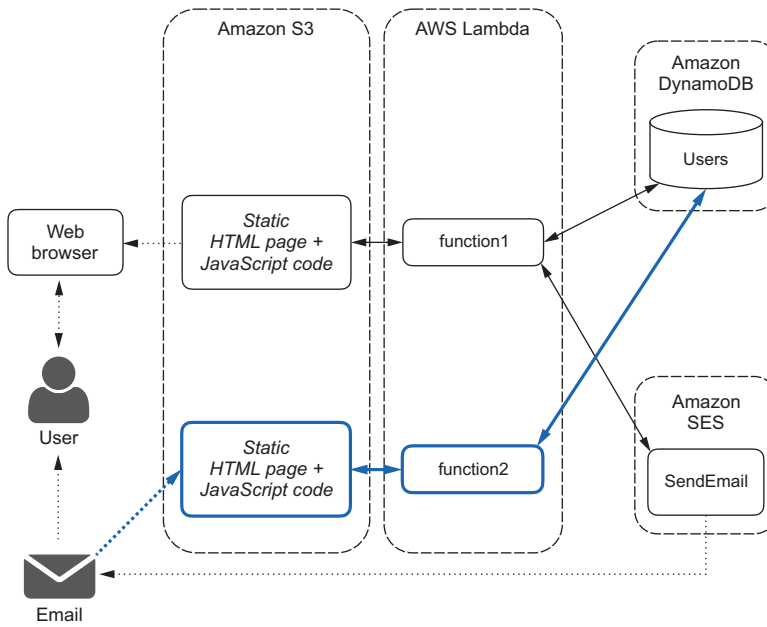 Amazon S3
AWS Lambda
Amazon
DynamoDB
Users
Static
HTML page +
JavaScript code
function1
Web
browser
User
Amazon
SES
SendEmail
Static
HTML page +
JavaScript code
function2
Email